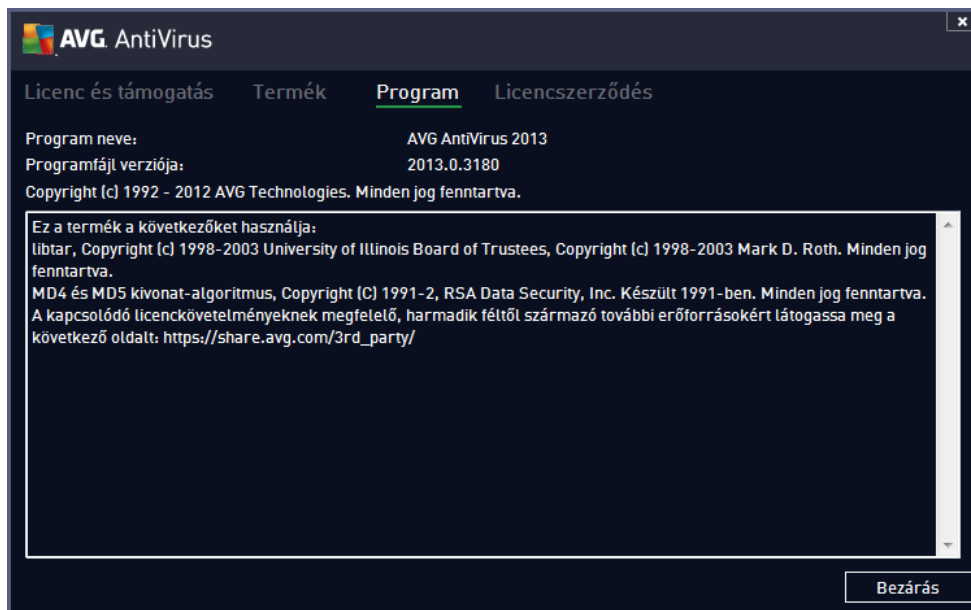 AVG. AntiVirus
Licenc és támogatás Termék Program Licencszerződés
Program neve: AVG AntiVirus 2013
Programfájl verziója: 2013.0.3180
Copyright (c) 1992 - 2012 AVG Technologies. Minden jog fenntartva.
Ez a termék a következőket használja:
libtar, Copyright (c) 1998-2003 University of Illinois Board of Trustees, Copyright (c) 1998-2003 Mark D. Roth. Minden jog
fenntartva.
MD4 és MD5 kivonat-algoritmus, Copyright (C) 1991-2, RSA Data Security, Inc. Készült 1991-ben. Minden jog fenntartva.
A kapcsolódó licenckövetelményeknek megfelelő, harmadik féltől származó további erőforrásokért látogassa meg a
következő oldalt: https://share.avg.com/3rd_party/
Bezárás